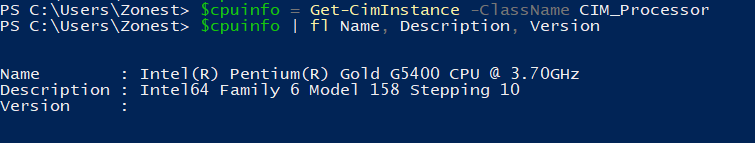 PS C:\Users\Zonest> $cpuinfo = Get-CimInstance -ClassName CIM_Processor
PS C:\Users\Zonest> $cpuinfo | fl Name, Description, Version
Name        : Intel(R) Pentium(R) Gold G5400 CPU @ 3.70GHz
Description : Intel64 Family 6 Model 158 Stepping 10
Version     :